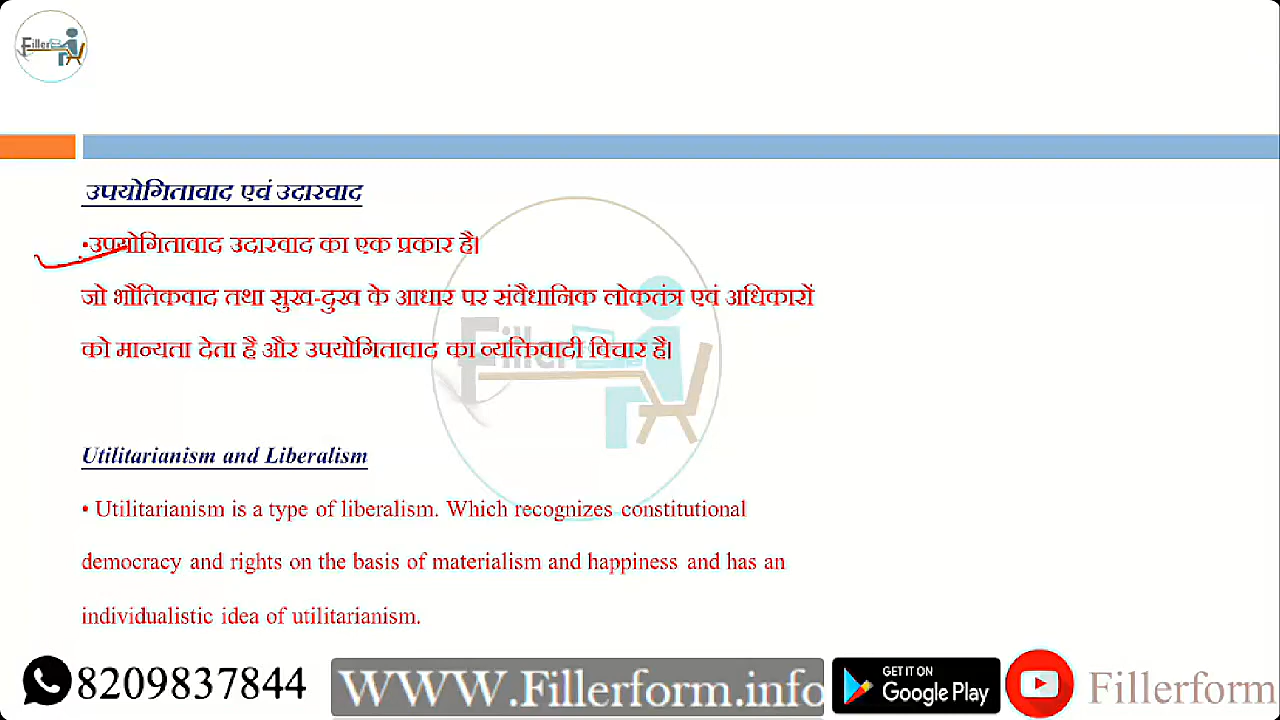 Filler
उपयोगितावाद एवं उदारवाद
•उपयोगितावाद उदारवाद का एक प्रकार है।
जो भौतिकवाद तथा सुख-दुख के आधार पर संवैधानिक लोकतंत्र एवं अधिकारों
को मान्यता देता है और उपयोगितावाद का व्यक्तिवादी विचार है।
Filler
Utilitarianism and Liberalism
• Utilitarianism is a type of liberalism. Which recognizes constitutional
democracy and rights on the basis of materialism and happiness and has an
individualistic idea of utilitarianism.
8209837844 WWW.Fillerform.info GET IT ON Google Play Fillerform